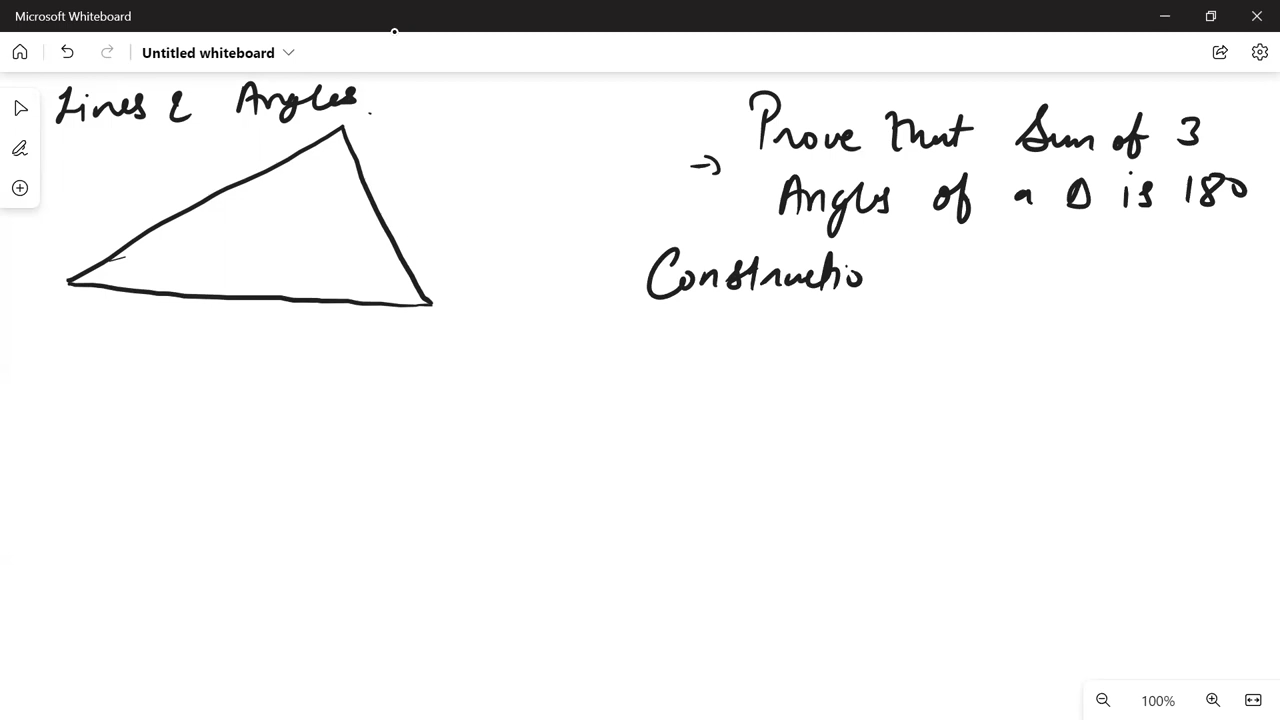 Microsoft Whiteboard
Untitled whiteboard
Lines & Angles.
→ Prove that Sum of 3
Angles of a Δ is 180
Constructio
100%